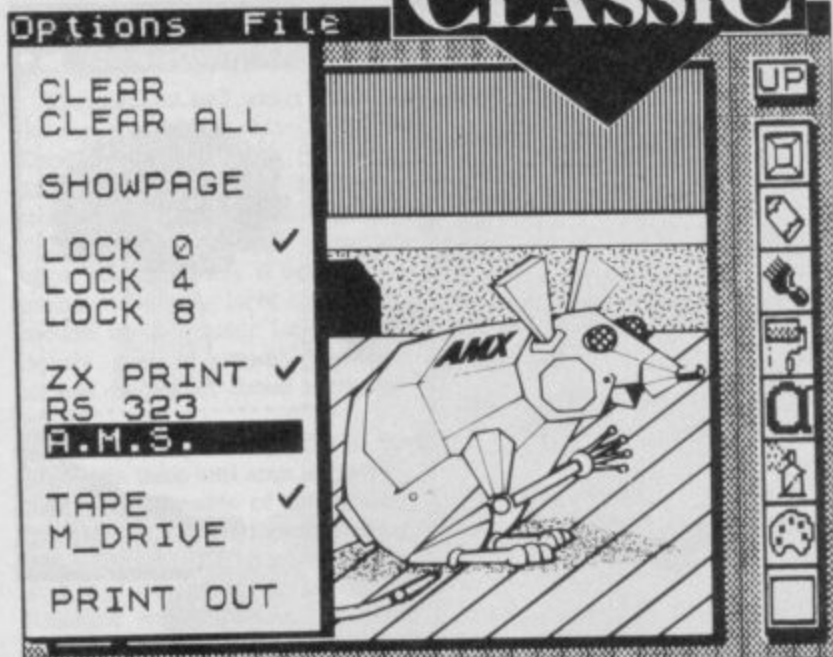 CLASSIC
Options File
UP
CLEAR
CLEAR ALL
SHOWPAGE
LOCK 0 ✓
LOCK 4
LOCK 8
ZX PRINT ✓
RS 323
A.M.S.
TAPE ✓
M_DRIVE
PRINT OUT
AMX
a